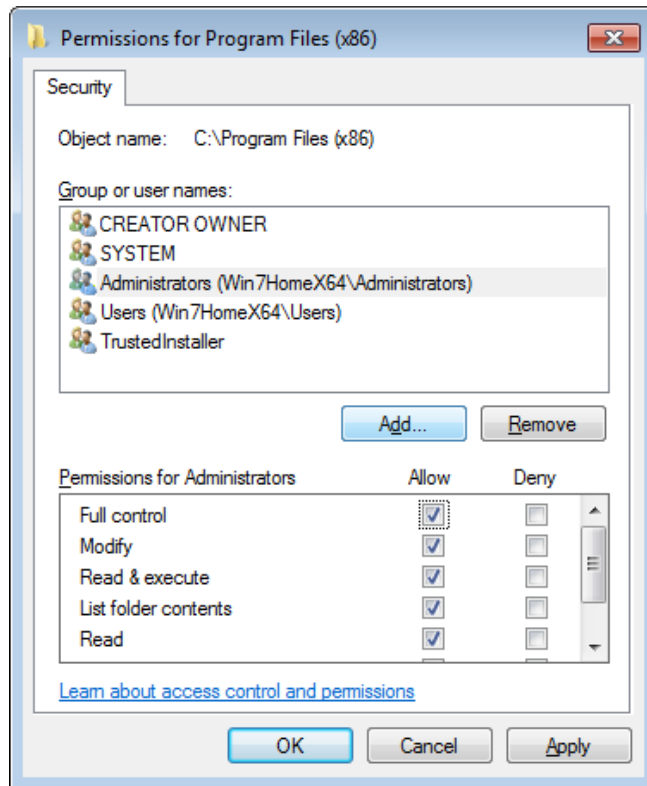 Permissions for Program Files (x86)
Security
Object name: C:\Program Files (x86)
Group or user names:
CREATOR OWNER
SYSTEM
Administrators (Win7HomeX64\Administrators)
Users (Win7HomeX64\Users)
TrustedInstaller
Add... Remove
Permissions for Administrators Allow Deny
Full control
Modify
Read & execute
List folder contents
Read
Learn about access control and permissions
OK Cancel Apply